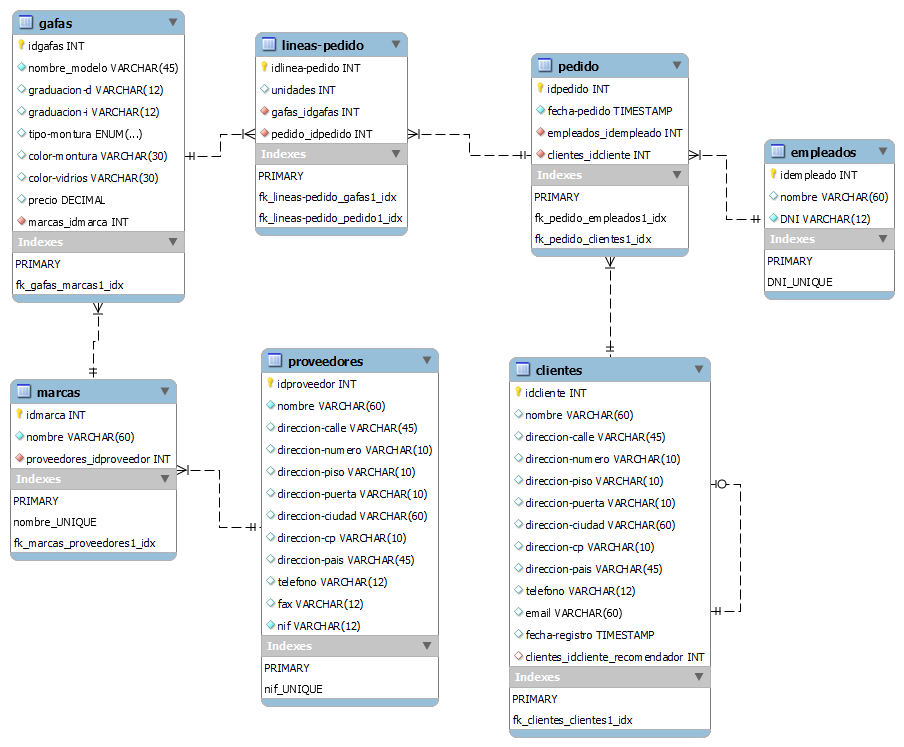 gafas
idgafas INT
nombre_modelo VARCHAR(45)
graduacion-d VARCHAR(12)
graduacion-i VARCHAR(12)
tipo-montura ENUM(...)
color-montura VARCHAR(30)
color-vidrios VARCHAR(30)
precio DECIMAL
marcas_idmarca INT
Indexes
PRIMARY
fk_gafas_marcas1_idx
lineas-pedido
idlinea-pedido INT
unidades INT
gafas_idgafas INT
pedido_idpedido INT
Indexes
PRIMARY
fk_lineas-pedido_gafas1_idx
fk_lineas-pedido_pedido1_idx
pedido
idpedido INT
fecha-pedido TIMESTAMP
empleados_idempleado INT
clientes_idcliente INT
Indexes
PRIMARY
fk_pedido_empleados1_idx
fk_pedido_clientes1_idx
empleados
idempleado INT
nombre VARCHAR(60)
DNI VARCHAR(12)
Indexes
PRIMARY
DNI_UNIQUE
marcas
idmarca INT
nombre VARCHAR(60)
proveedores_idproveedor INT
Indexes
PRIMARY
nombre_UNIQUE
fk_marcas_proveedores1_idx
proveedores
idproveedor INT
nombre VARCHAR(60)
direccion-calle VARCHAR(45)
direccion-numero VARCHAR(10)
direccion-piso VARCHAR(10)
direccion-puerta VARCHAR(10)
direccion-ciudad VARCHAR(60)
direccion-cp VARCHAR(10)
direccion-pais VARCHAR(45)
telefono VARCHAR(12)
fax VARCHAR(12)
nif VARCHAR(12)
Indexes
PRIMARY
nif_UNIQUE
clientes
idcliente INT
nombre VARCHAR(60)
direccion-calle VARCHAR(45)
direccion-numero VARCHAR(10)
direccion-piso VARCHAR(10)
direccion-puerta VARCHAR(10)
direccion-ciudad VARCHAR(60)
direccion-cp VARCHAR(10)
direccion-pais VARCHAR(45)
telefono VARCHAR(12)
email VARCHAR(60)
fecha-registro TIMESTAMP
clientes_idcliente_recomendador INT
Indexes
PRIMARY
fk_clientes_clientes1_idx